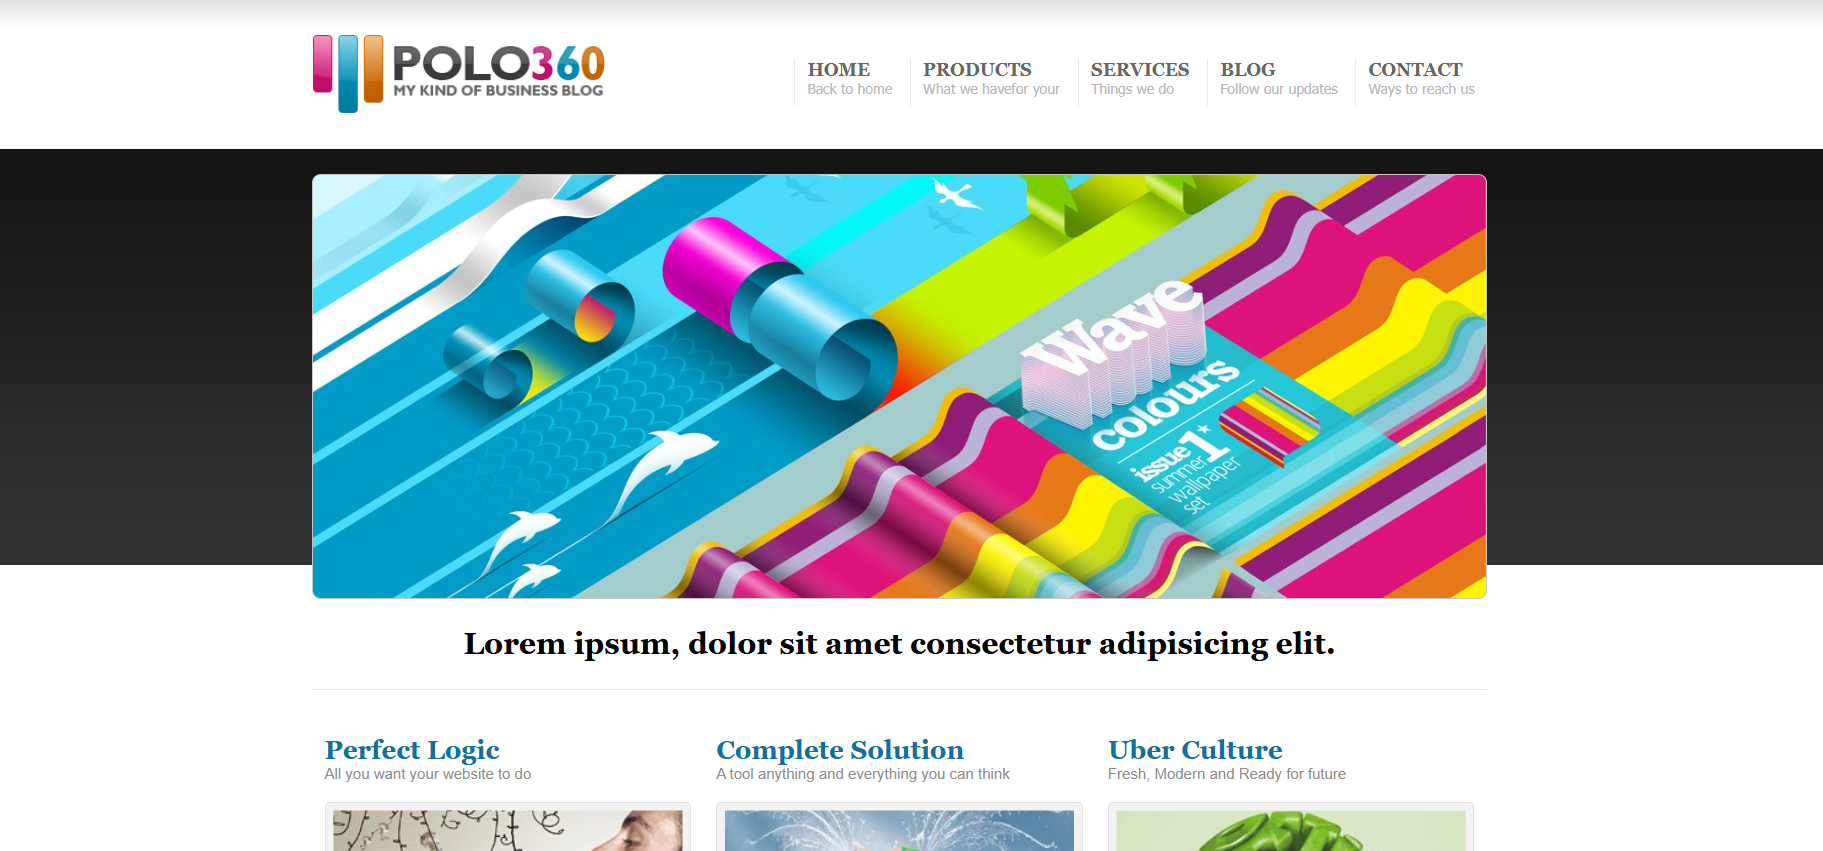 POLO360
MY KIND OF BUSINESS BLOG
HOME
Back to home
PRODUCTS
What we havefor your
SERVICES
Things we do
BLOG
Follow our updates
CONTACT
Ways to reach us
Wave
colours
issue 1*
summer
wallpaper
set
Lorem ipsum, dolor sit amet consectetur adipisicing elit.
Perfect Logic
All you want your website to do
Complete Solution
A tool anything and everything you can think
Uber Culture
Fresh, Modern and Ready for future